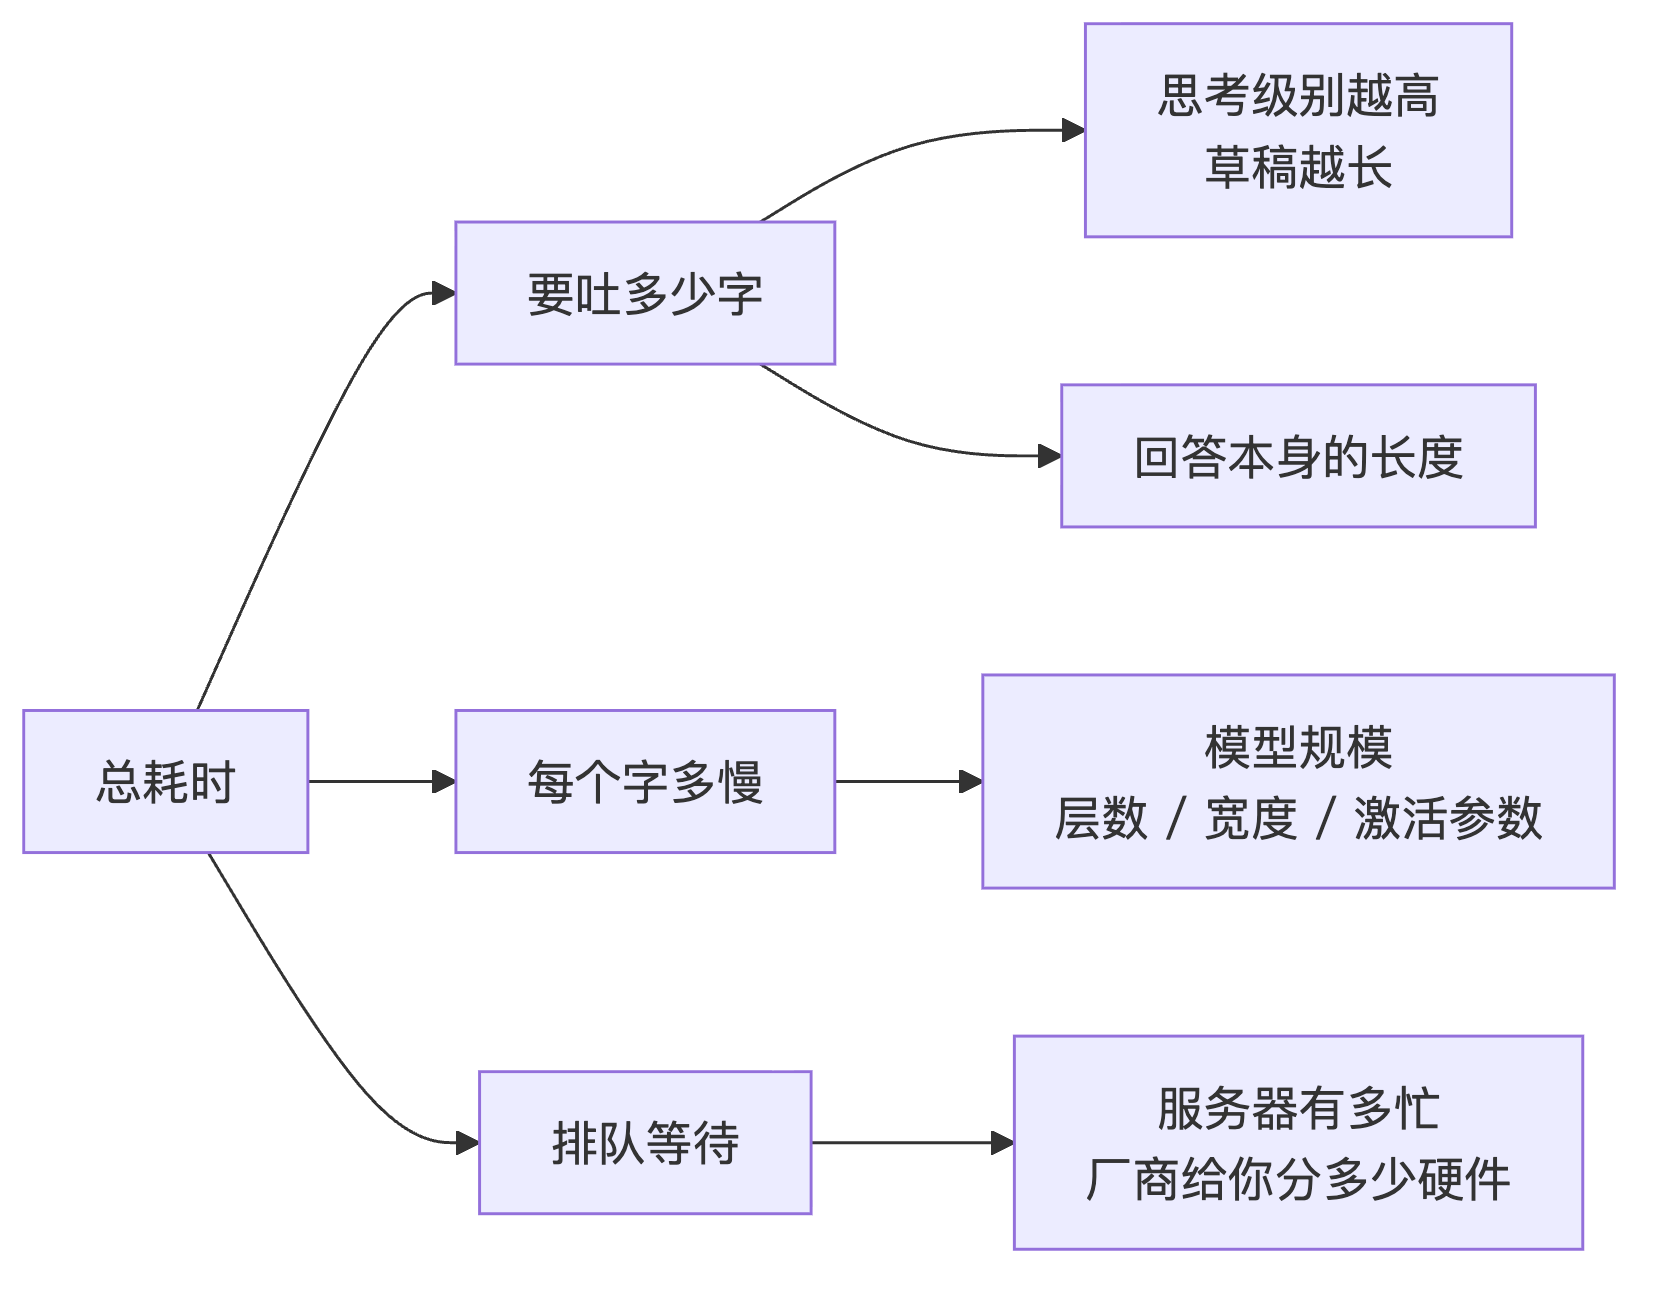 思考级别越高
草稿越长
要吐多少字
回答本身的长度
总耗时
每个字多慢
模型规模
层数 / 宽度 / 激活参数
排队等待
服务器有多忙
厂商给你分多少硬件